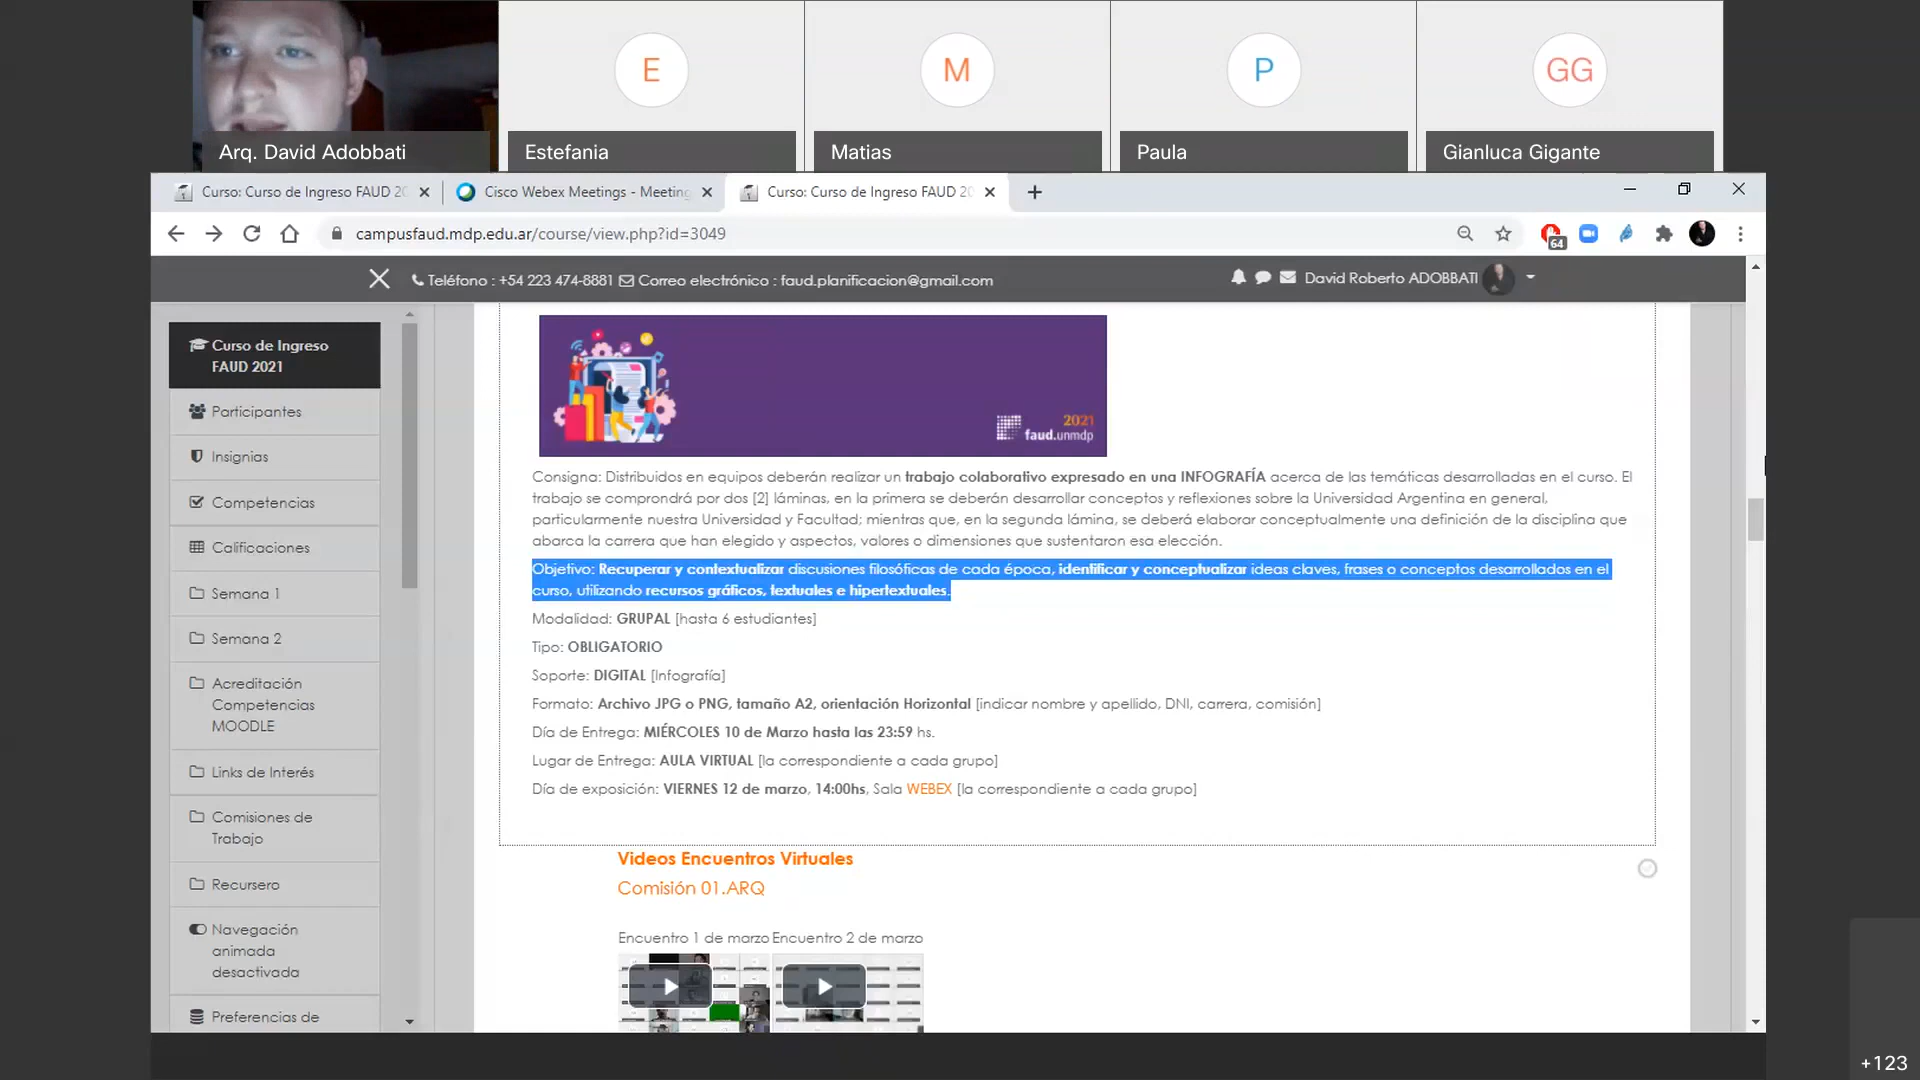 E
M
P
GG
Arq. David Adobbati
Estefania
Matias
Paula
Gianluca Gigante
Curso: Curso de Ingreso FAUD 20
Cisco Webex Meetings - Meeting
Curso: Curso de Ingreso FAUD 20
campusfaud.mdp.edu.ar/course/view.php?id=3049
64
Teléfono : +54 223 474-8881 Correo electrónico : faud.planificacion@gmail.com
David Roberto ADOBBATI
Curso de Ingreso
FAUD 2021
Participantes
Insignias
Competencias
Calificaciones
Semana 1
Semana 2
Acreditación
Competencias
MOODLE
Links de Interés
Comisiones de
Trabajo
Recursero
Navegación
animada
desactivada
Preferencias de
2021
faud.unmdp
Consigna: Distribuidos en equipos deberán realizar un trabajo colaborativo expresado en una INFOGRAFÍA acerca de las temáticas desarrolladas en el curso. El
trabajo se comprondrá por dos [2] láminas, en la primera se deberán desarrollar conceptos y reflexiones sobre la Universidad Argentina en general,
particularmente nuestra Universidad y Facultad; mientras que, en la segunda lámina, se deberá elaborar conceptualmente una definición de la disciplina que
abarca la carrera que han elegido y aspectos, valores o dimensiones que sustentaron esa elección.
Objetivo: Recuperar y contextualizar discusiones filosóficas de cada época, identificar y conceptualizar ideas claves, frases o conceptos desarrollados en el
curso, utilizando recursos gráficos, textuales e hipertextuales.
Modalidad: GRUPAL [hasta 6 estudiantes]
Tipo: OBLIGATORIO
Soporte: DIGITAL [Infografía]
Formato: Archivo JPG o PNG, tamaño A2, orientación Horizontal [indicar nombre y apellido, DNI, carrera, comisión]
Día de Entrega: MIÉRCOLES 10 de Marzo hasta las 23:59 hs.
Lugar de Entrega: AULA VIRTUAL [la correspondiente a cada grupo]
Día de exposición: VIERNES 12 de marzo, 14:00hs, Sala WEBEX [la correspondiente a cada grupo]
Videos Encuentros Virtuales
Comisión 01.ARQ
Encuentro 1 de marzo Encuentro 2 de marzo
+123